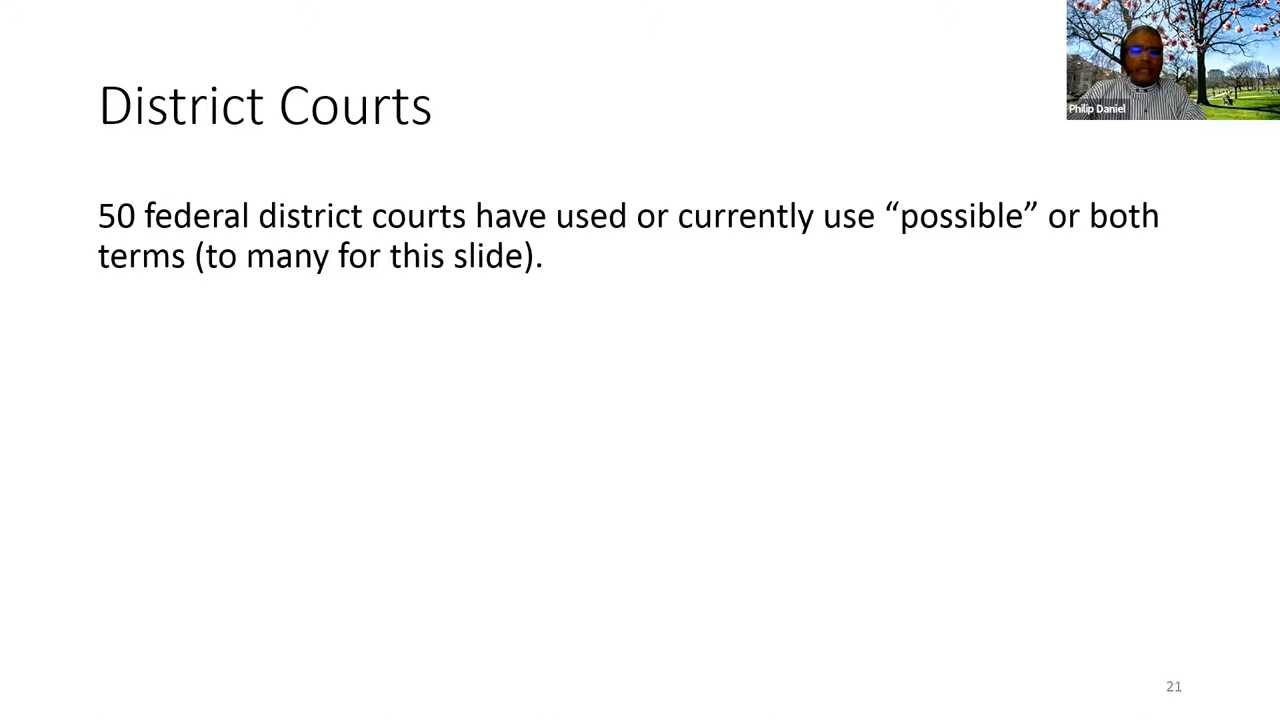 District Courts
Philip Daniel
50 federal district courts have used or currently use “possible” or both
terms (to many for this slide).
21